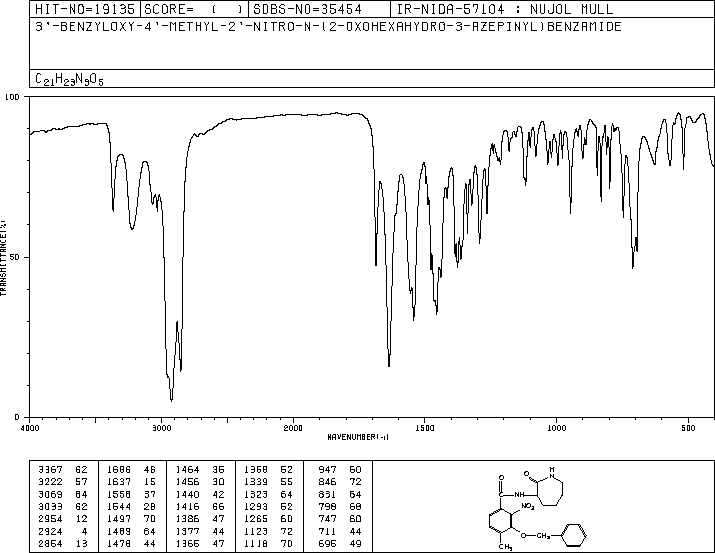 HIT-NO=19135 SCORE= ( ) SDBS-NO=35454 IR-NIDA-57104 : NUJOL MULL
3'-BENZYLOXY-4'-METHYL-2'-NITRO-N-(2-OXOHEXAHYDRO-3-AZEPINYL)BENZAMIDE
C21H23N3O5
100
TRANSMITTANCE(%)
50
0
4000 3000 2000 1500 1000 500
WAVENUMBER(-1)
3367 62 1686 46 1464 35 1368 52 947 60
3222 57 1637 15 1456 30 1339 55 846 72
3069 64 1558 37 1440 42 1323 64 831 64
3033 62 1544 28 1416 66 1293 52 798 68
2954 12 1497 70 1386 47 1265 60 747 60
2924 4 1489 64 1377 44 1123 72 711 44
2854 13 1478 44 1365 47 1118 70 695 49
H
N
O
O
C NH
NO2
O CH2
CH3